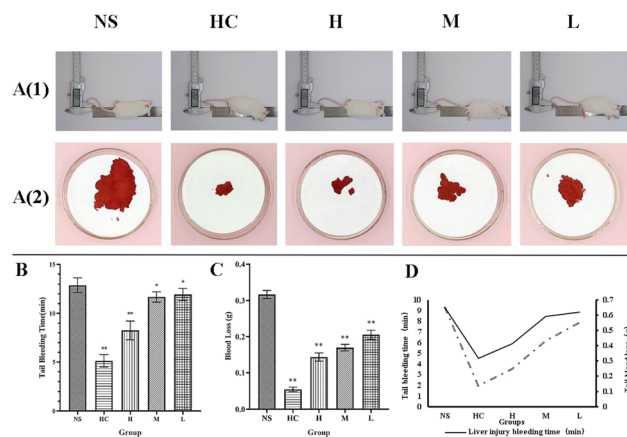 NS HC H M L
A(1)
A(2)
B
Tail Bleeding Time(min)
15
10
5
0
** ** * *
NS HC H M L
Group
C
Blood Loss (g)
0.4
0.3
0.2
0.1
0.0
** ** ** **
NS HC H M L
Group
D
Tail bleeding time (min)
10
9
8
7
6
5
4
3
2
1
0
0.7
0.6
0.5
0.4
0.3
0.2
0.1
0
NS HC H M L
Groups
Liver injury bleeding time (min)